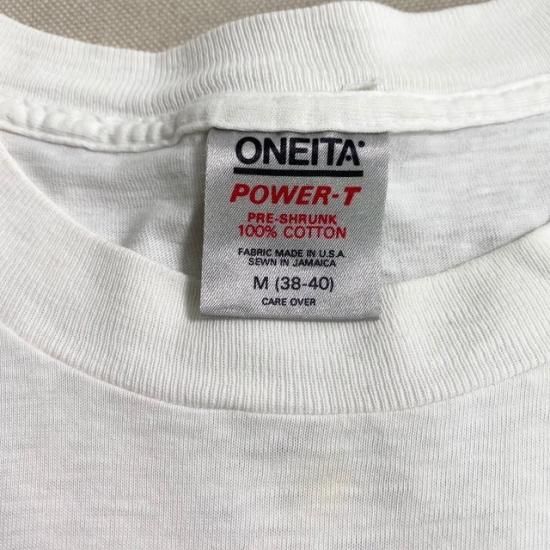 ONEITA®
POWER-T
PRE-SHRUNK
100% COTTON
FABRIC MADE IN U.S.A.
SEWN IN JAMAICA
M (38-40)
CARE OVER